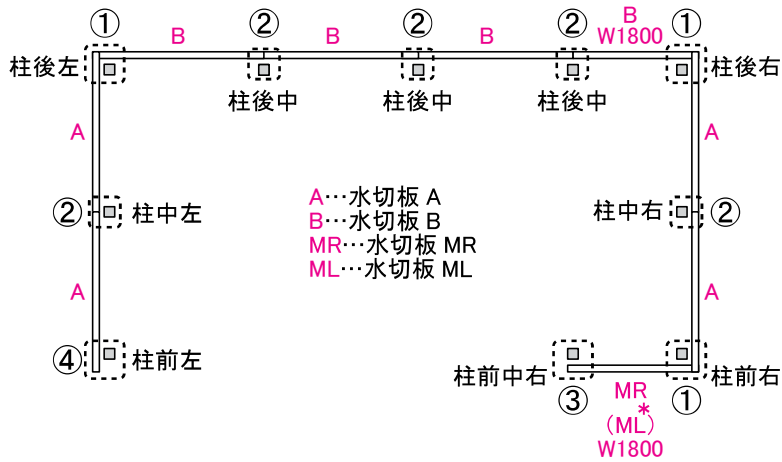 ① B ② B ② B ② B W1800 ①
柱後左 柱後中 柱後中 柱後中 柱後右
A A
② 柱中左 柱中右 ②
A…水切板 A
B…水切板 B
MR…水切板 MR
ML…水切板 ML
A A
④ 柱前左 柱前中右 柱前右
③ MR ①
*
(ML)
W1800